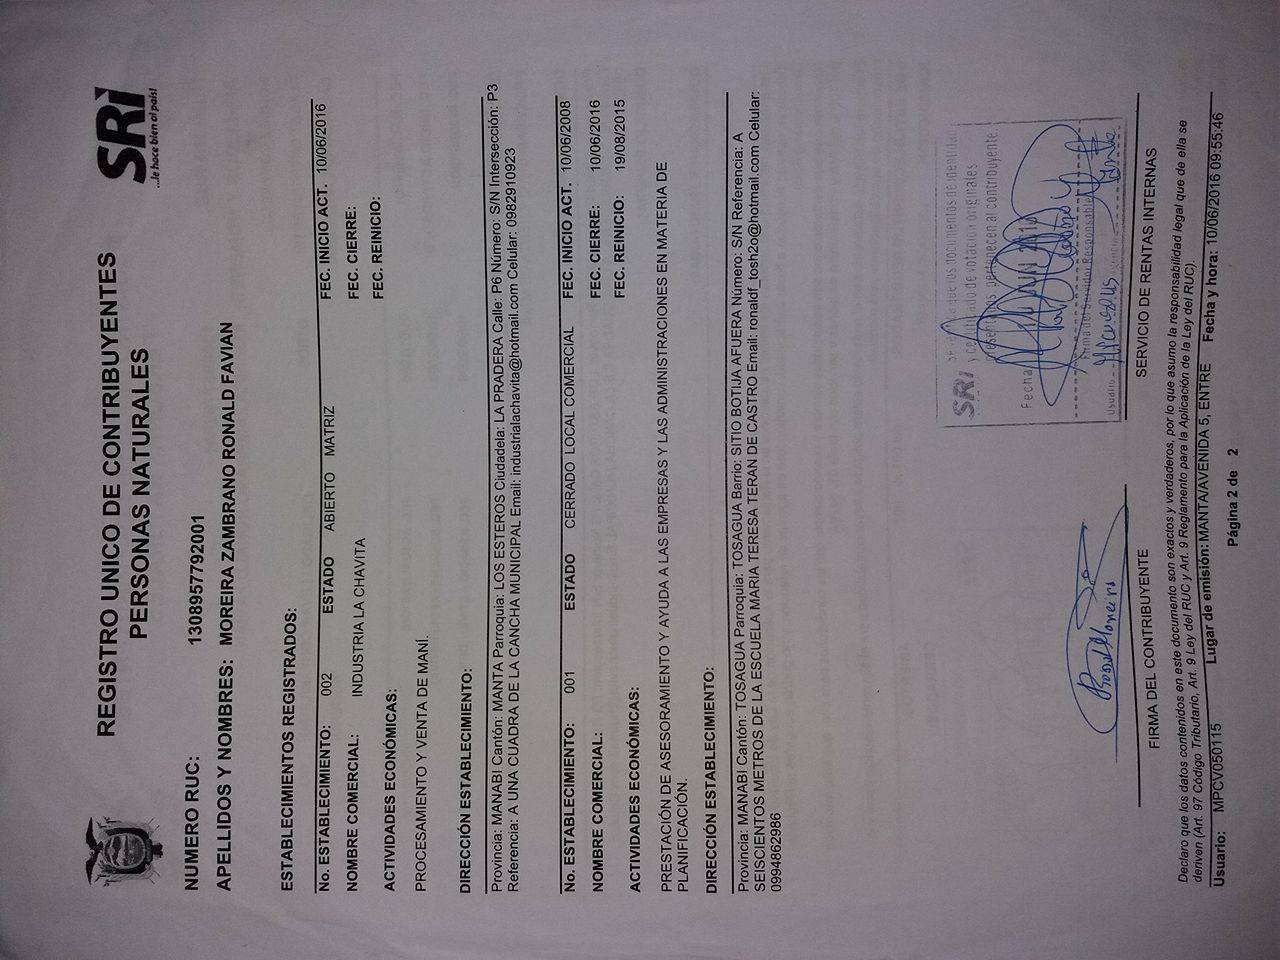 REGISTRO UNICO DE CONTRIBUYENTES
PERSONAS NATURALES
SRi
...le hace bien al país!
NUMERO RUC: 1308957792001
APELLIDOS Y NOMBRES: MOREIRA ZAMBRANO RONALD FAVIAN
ESTABLECIMIENTOS REGISTRADOS:
No. ESTABLECIMIENTO: 002 ESTADO ABIERTO MATRIZ FEC. INICIO ACT. 10/06/2016
NOMBRE COMERCIAL: INDUSTRIA LA CHAVITA FEC. CIERRE:
FEC. REINICIO:
ACTIVIDADES ECONÓMICAS:
PROCESAMIENTO Y VENTA DE MANÍ.
DIRECCIÓN ESTABLECIMIENTO:
Provincia: MANABI Cantón: MANTA Parroquia: LOS ESTEROS Ciudadela: LA PRADERA Calle: P6 Número: S/N Intersección: P3
Referencia: A UNA CUADRA DE LA CANCHA MUNICIPAL Email: industrialachavita@hotmail.com Celular: 0982910923
No. ESTABLECIMIENTO: 001 ESTADO CERRADO LOCAL COMERCIAL FEC. INICIO ACT. 10/06/2008
NOMBRE COMERCIAL: FEC. CIERRE: 10/06/2016
FEC. REINICIO: 19/08/2015
ACTIVIDADES ECONÓMICAS:
PRESTACIÓN DE ASESORAMIENTO Y AYUDA A LAS EMPRESAS Y LAS ADMINISTRACIONES EN MATERIA DE
PLANIFICACIÓN.
DIRECCIÓN ESTABLECIMIENTO:
Provincia: MANABI Cantón: TOSAGUA Parroquia: TOSAGUA Barrio: SITIO BOTIJA AFUERA Número: S/N Referencia: A
SEISCIENTOS METROS DE LA ESCUELA MARIA TERESA TERAN DE CASTRO Email: ronaldf_tosh2o@hotmail.com Celular:
0994862986
SRi
que los documentos de identidad
y certificado de votación originales
pertenecen al contribuyente
Fecha
Firma del Servidor Responsable
Usuario
Agencia
Ronald Moreira
FIRMA DEL CONTRIBUYENTE
SERVICIO DE RENTAS INTERNAS
Declaro que los datos contenidos en este documento son exactos y verdaderos, por lo que asumo la responsabilidad legal que de ella se
deriven (Art. 97 Código Tributario, Art. 9 Ley del RUC y Art. 9 Reglamento para la Aplicación de la Ley del RUC).
Usuario: MPCV050115 Lugar de emisión: MANTA/AVENIDA 5, ENTRE Fecha y hora: 10/06/2016 09:55:46
Página 2 de 2